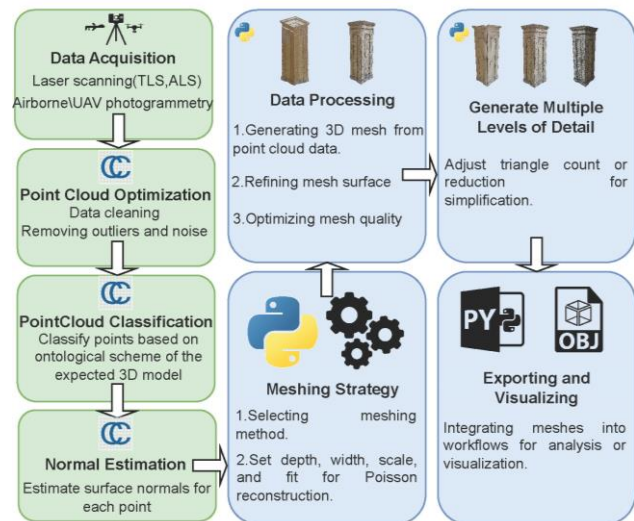 Data Acquisition
Laser scanning(TLS,ALS)
Airborne\UAV photogrammetry
CC
Point Cloud Optimization
Data cleaning
Removing outliers and noise
CC
PointCloud Classification
Classify points based on
ontological scheme of the
expected 3D model
CC
Normal Estimation
Estimate surface normals for
each point
Meshing Strategy
1.Selecting meshing
method.
2.Set depth, width, scale,
and fit for Poisson
reconstruction.
Data Processing
1.Generating 3D mesh from
point cloud data.
2.Refining mesh surface
3.Optimizing mesh quality
Generate Multiple
Levels of Detail
Adjust triangle count or
reduction for
simplification.
PY
OBJ
Exporting and
Visualizing
Integrating meshes into
workflows for analysis or
visualization.